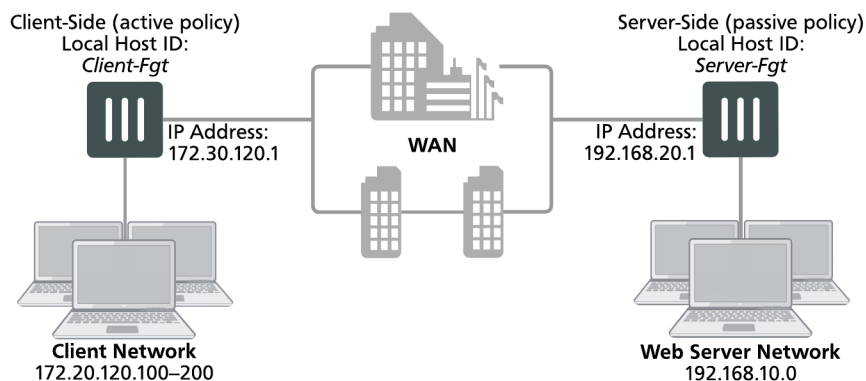 Client-Side (active policy)
Local Host ID:
Client-Fgt
IP Address:
172.30.120.1
WAN
Server-Side (passive policy)
Local Host ID:
Server-Fgt
IP Address:
192.168.20.1
Client Network
172.20.120.100–200
Web Server Network
192.168.10.0